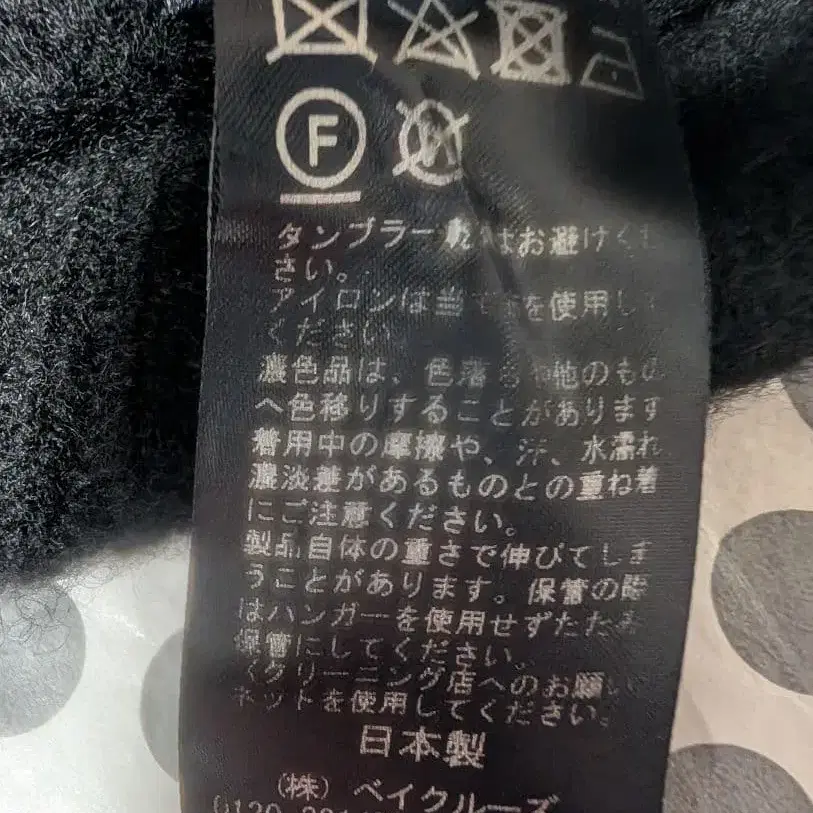 F
W
タンブラー乾はお避けくだ
さい。
アイロンは当て布を使用して
ください
濃色品は、色落ちや他のもの
へ色移りすることがあります
着用中の摩擦や、汗、水濡れ
濃淡差があるものとの重ね着
にご注意ください。
製品自体の重さで伸びてしま
うことがあります。保管の際
はハンガーを使用せずたたみ
保管にしてください。
くクリーニング店へのお願い
ネットを使用してください。
日本製
(株) ベイクルーズ
0120